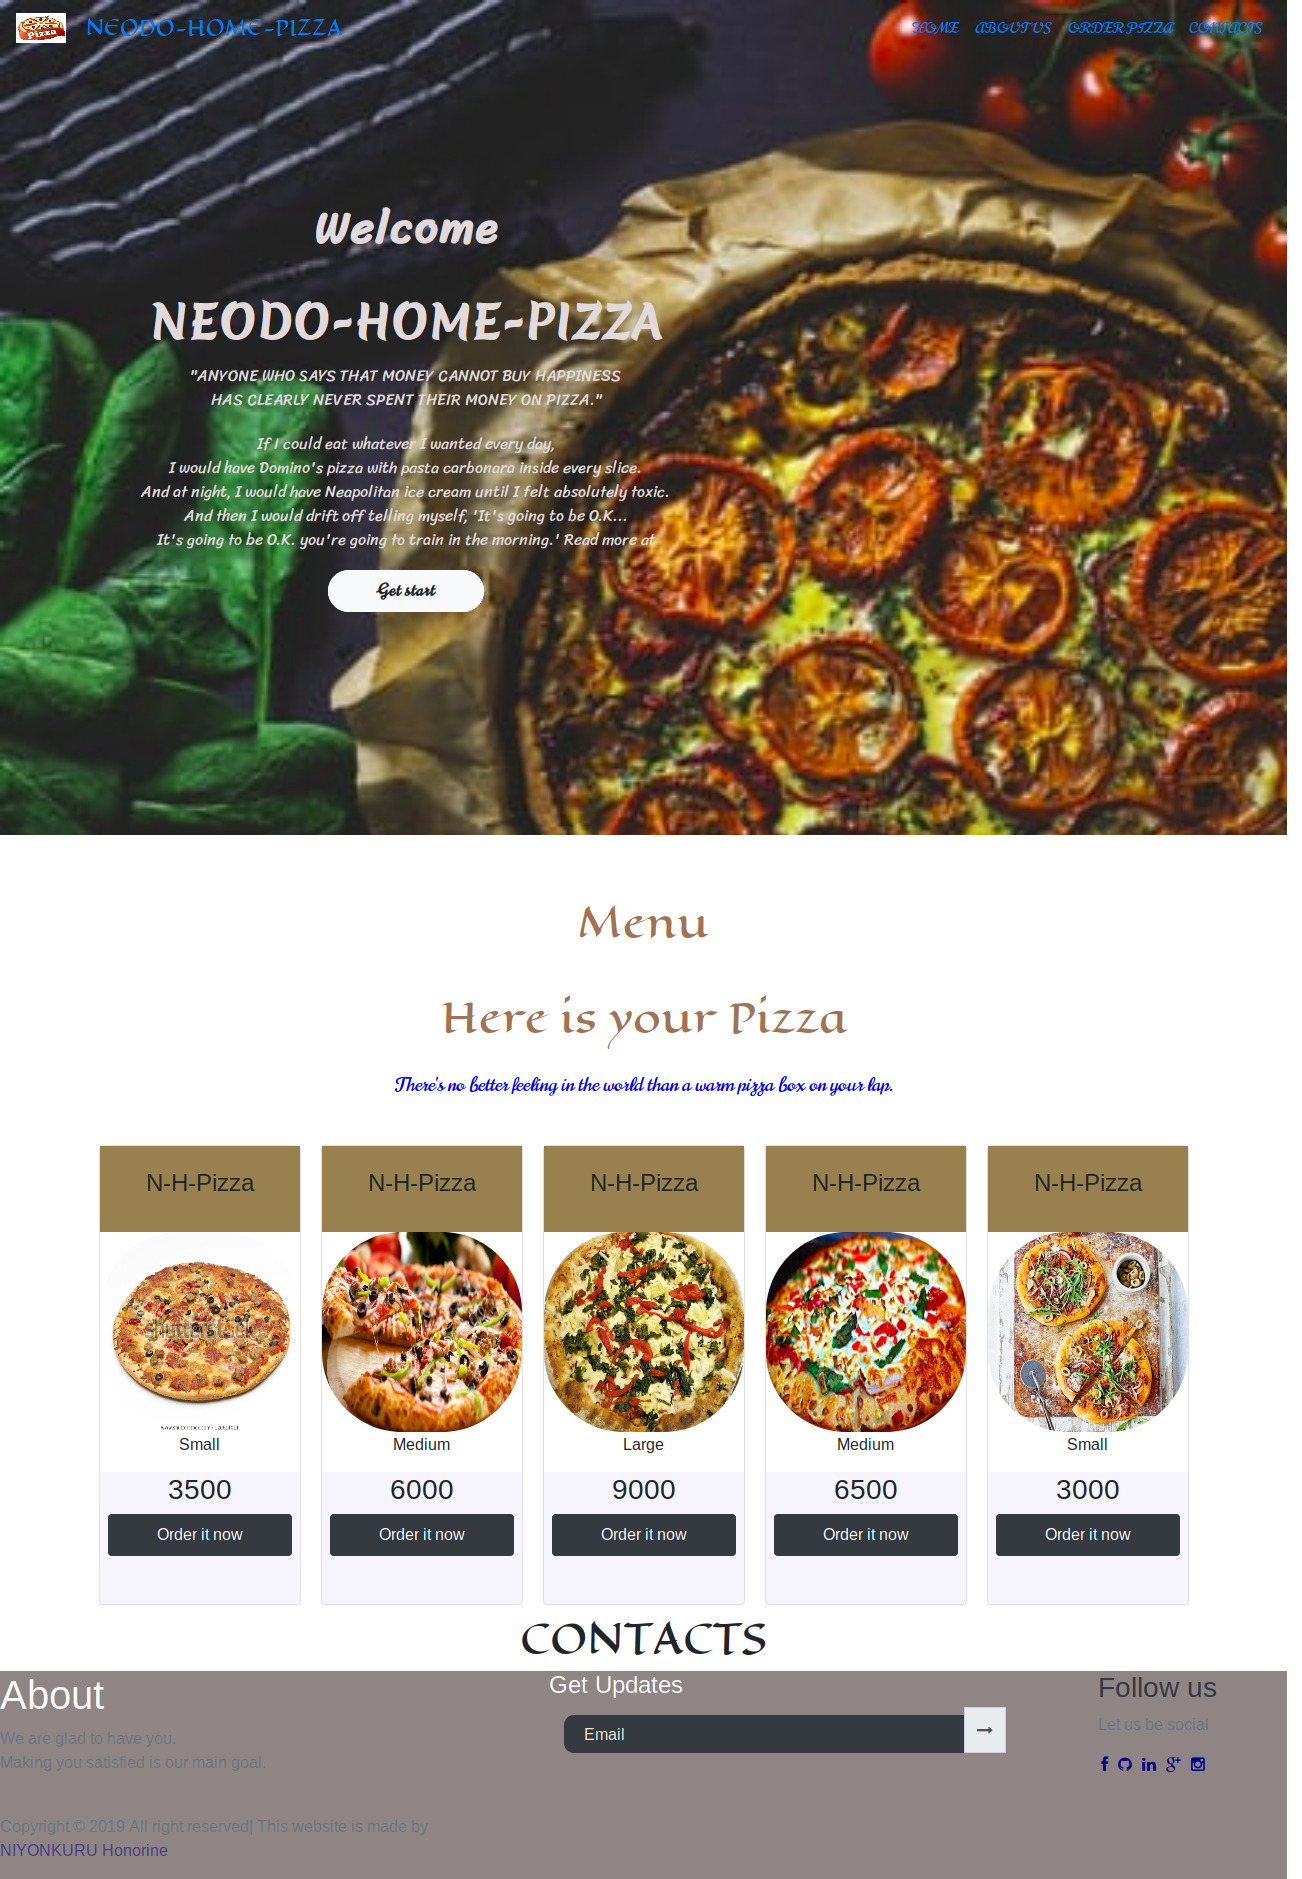 Pizza
NEODO-HOME-PIZZA
HOME ABOUT US ORDER PIZZA CONTACTS
Welcome
NEODO-HOME-PIZZA
"ANYONE WHO SAYS THAT MONEY CANNOT BUY HAPPINESS
HAS CLEARLY NEVER SPENT THEIR MONEY ON PIZZA."
If I could eat whatever I wanted every day,
I would have Domino's pizza with pasta carbonara inside every slice.
And at night, I would have Neapolitan ice cream until I felt absolutely toxic.
And then I would drift off telling myself, 'It's going to be O.K...
It's going to be O.K. you're going to train in the morning.' Read more at
Get start
Menu
Here is your Pizza
There's no better feeling in the world than a warm pizza box on your lap.
N-H-Pizza N-H-Pizza N-H-Pizza N-H-Pizza N-H-Pizza
shutterstock
Small Medium Large Medium Small
3500 6000 9000 6500 3000
Order it now Order it now Order it now Order it now Order it now
CONTACTS
About
We are glad to have you.
Making you satisfied is our main goal.
Get Updates
Email
Follow us
Let us be social
Copyright © 2019 All right reserved| This website is made by
NIYONKURU Honorine